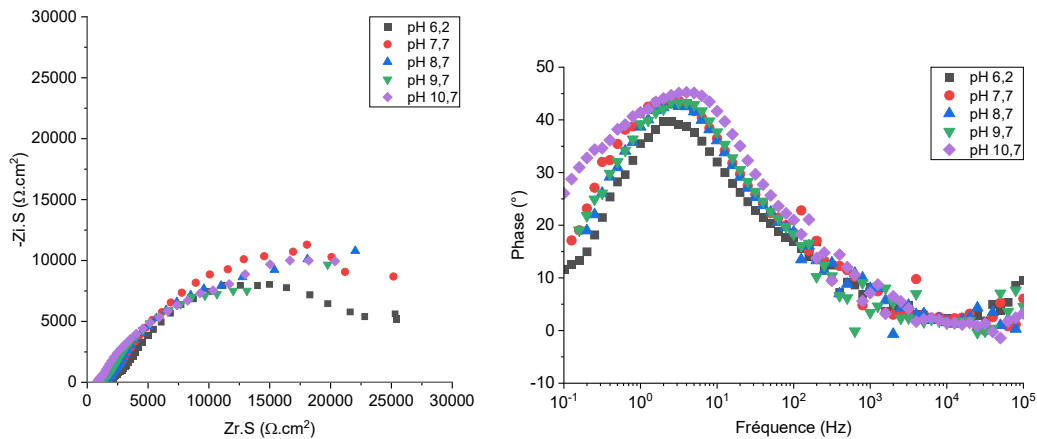 30000
25000
20000
15000
10000
5000
0
-Zi.S (Ω.cm²)
pH 6,2
pH 7,7
pH 8,7
pH 9,7
pH 10,7
0 5000 10000 15000 20000 25000 30000
Zr.S (Ω.cm²)
50
40
30
20
10
0
-10
Phase (°)
pH 6,2
pH 7,7
pH 8,7
pH 9,7
pH 10,7
10⁻¹ 10⁰ 10¹ 10² 10³ 10⁴ 10⁵
Fréquence (Hz)